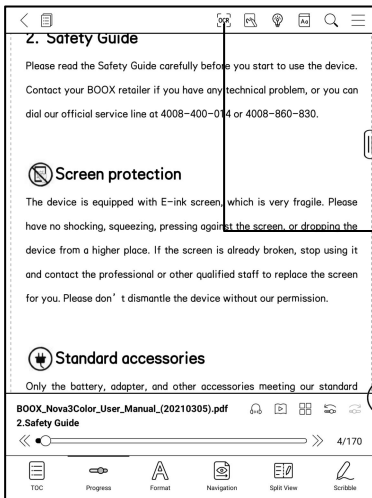 OCR
Aa
2. Safety Guide
Please read the Safety Guide carefully before you start to use the device.
Contact your BOOX retailer if you have any technical problem, or you can
dial our official service line at 4008-400-014 or 4008-860-830.
Screen protection
The device is equipped with E-ink screen, which is very fragile. Please
have no shocking, squeezing, pressing against the screen, or dropping the
device from a higher place. If the screen is already broken, stop using it
and contact the professional or other qualified staff to replace the screen
for you. Please don't dismantle the device without our permission.
Standard accessories
Only the battery, adapter, and other accessories meeting our standard
BOOX_Nova3Color_User_Manual_(20210305).pdf
2.Safety Guide
4/170
TOC Progress Format Navigation Split View Scribble